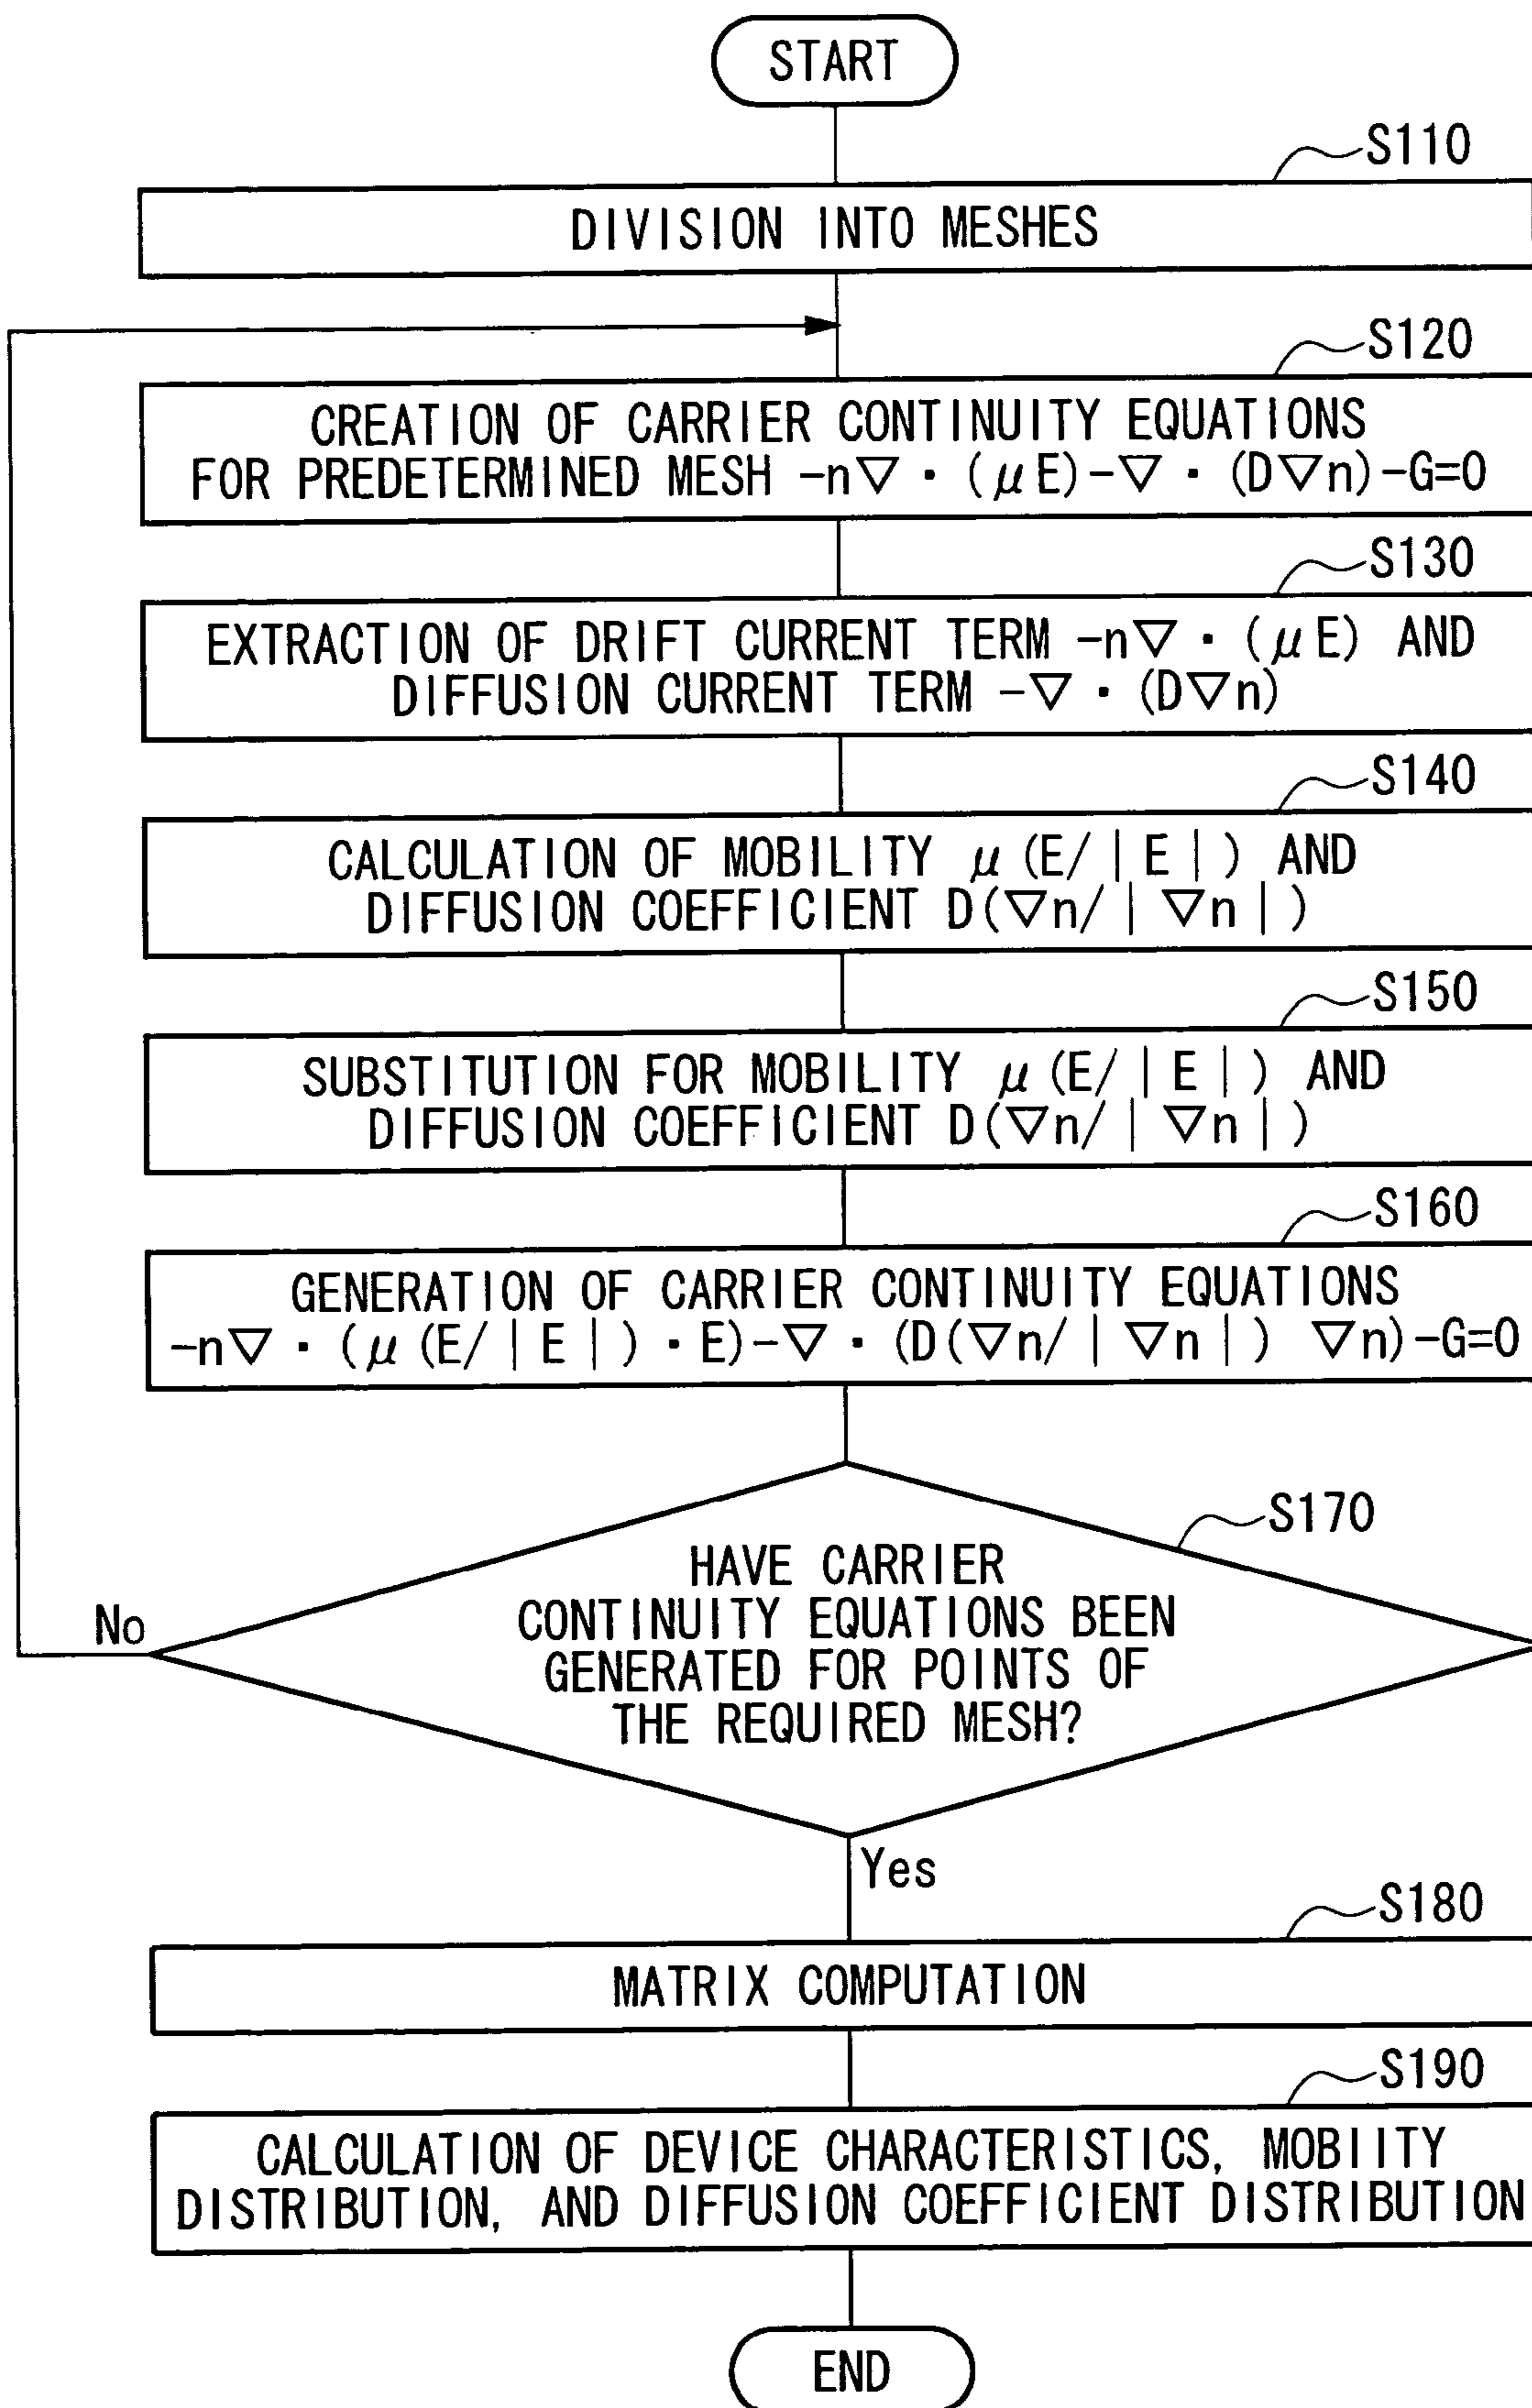 START
S110
DIVISION INTO MESHES
S120
CREATION OF CARRIER CONTINUITY EQUATIONS
FOR PREDETERMINED MESH -n▽・(μE)-▽・(D▽n)-G=0
S130
EXTRACTION OF DRIFT CURRENT TERM -n▽・(μE) AND
DIFFUSION CURRENT TERM -▽・(D▽n)
S140
CALCULATION OF MOBILITY μ(E/|E|) AND
DIFFUSION COEFFICIENT D(▽n/|▽n|)
S150
SUBSTITUTION FOR MOBILITY μ(E/|E|) AND
DIFFUSION COEFFICIENT D(▽n/|▽n|)
S160
GENERATION OF CARRIER CONTINUITY EQUATIONS
-n▽・(μ(E/|E|)・E)-▽・(D(▽n/|▽n|) ▽n)-G=0
S170
HAVE CARRIER
CONTINUITY EQUATIONS BEEN
GENERATED FOR POINTS OF
THE REQUIRED MESH?
No
Yes
S180
MATRIX COMPUTATION
S190
CALCULATION OF DEVICE CHARACTERISTICS, MOBIITY
DISTRIBUTION, AND DIFFUSION COEFFICIENT DISTRIBUTION
END